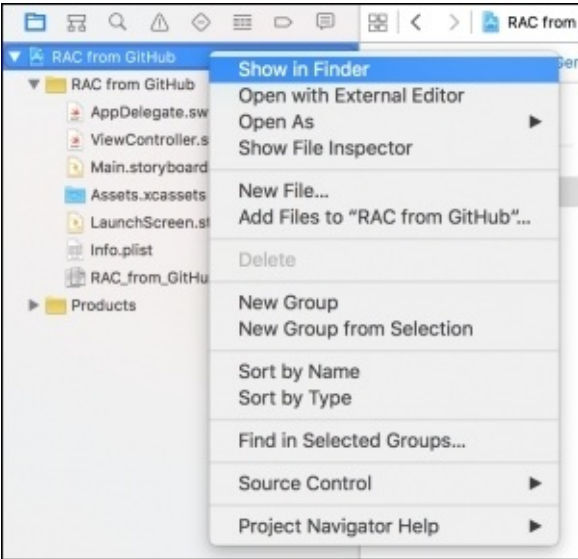 RAC from
RAC from GitHub
RAC from GitHub
AppDelegate.sw
ViewController.s
Main.storyboard
Assets.xcassets
LaunchScreen.st
Info.plist
RAC_from_GitHu
Products
Show in Finder
Open with External Editor
Open As
Show File Inspector
New File...
Add Files to “RAC from GitHub”...
Delete
New Group
New Group from Selection
Sort by Name
Sort by Type
Find in Selected Groups...
Source Control
Project Navigator Help